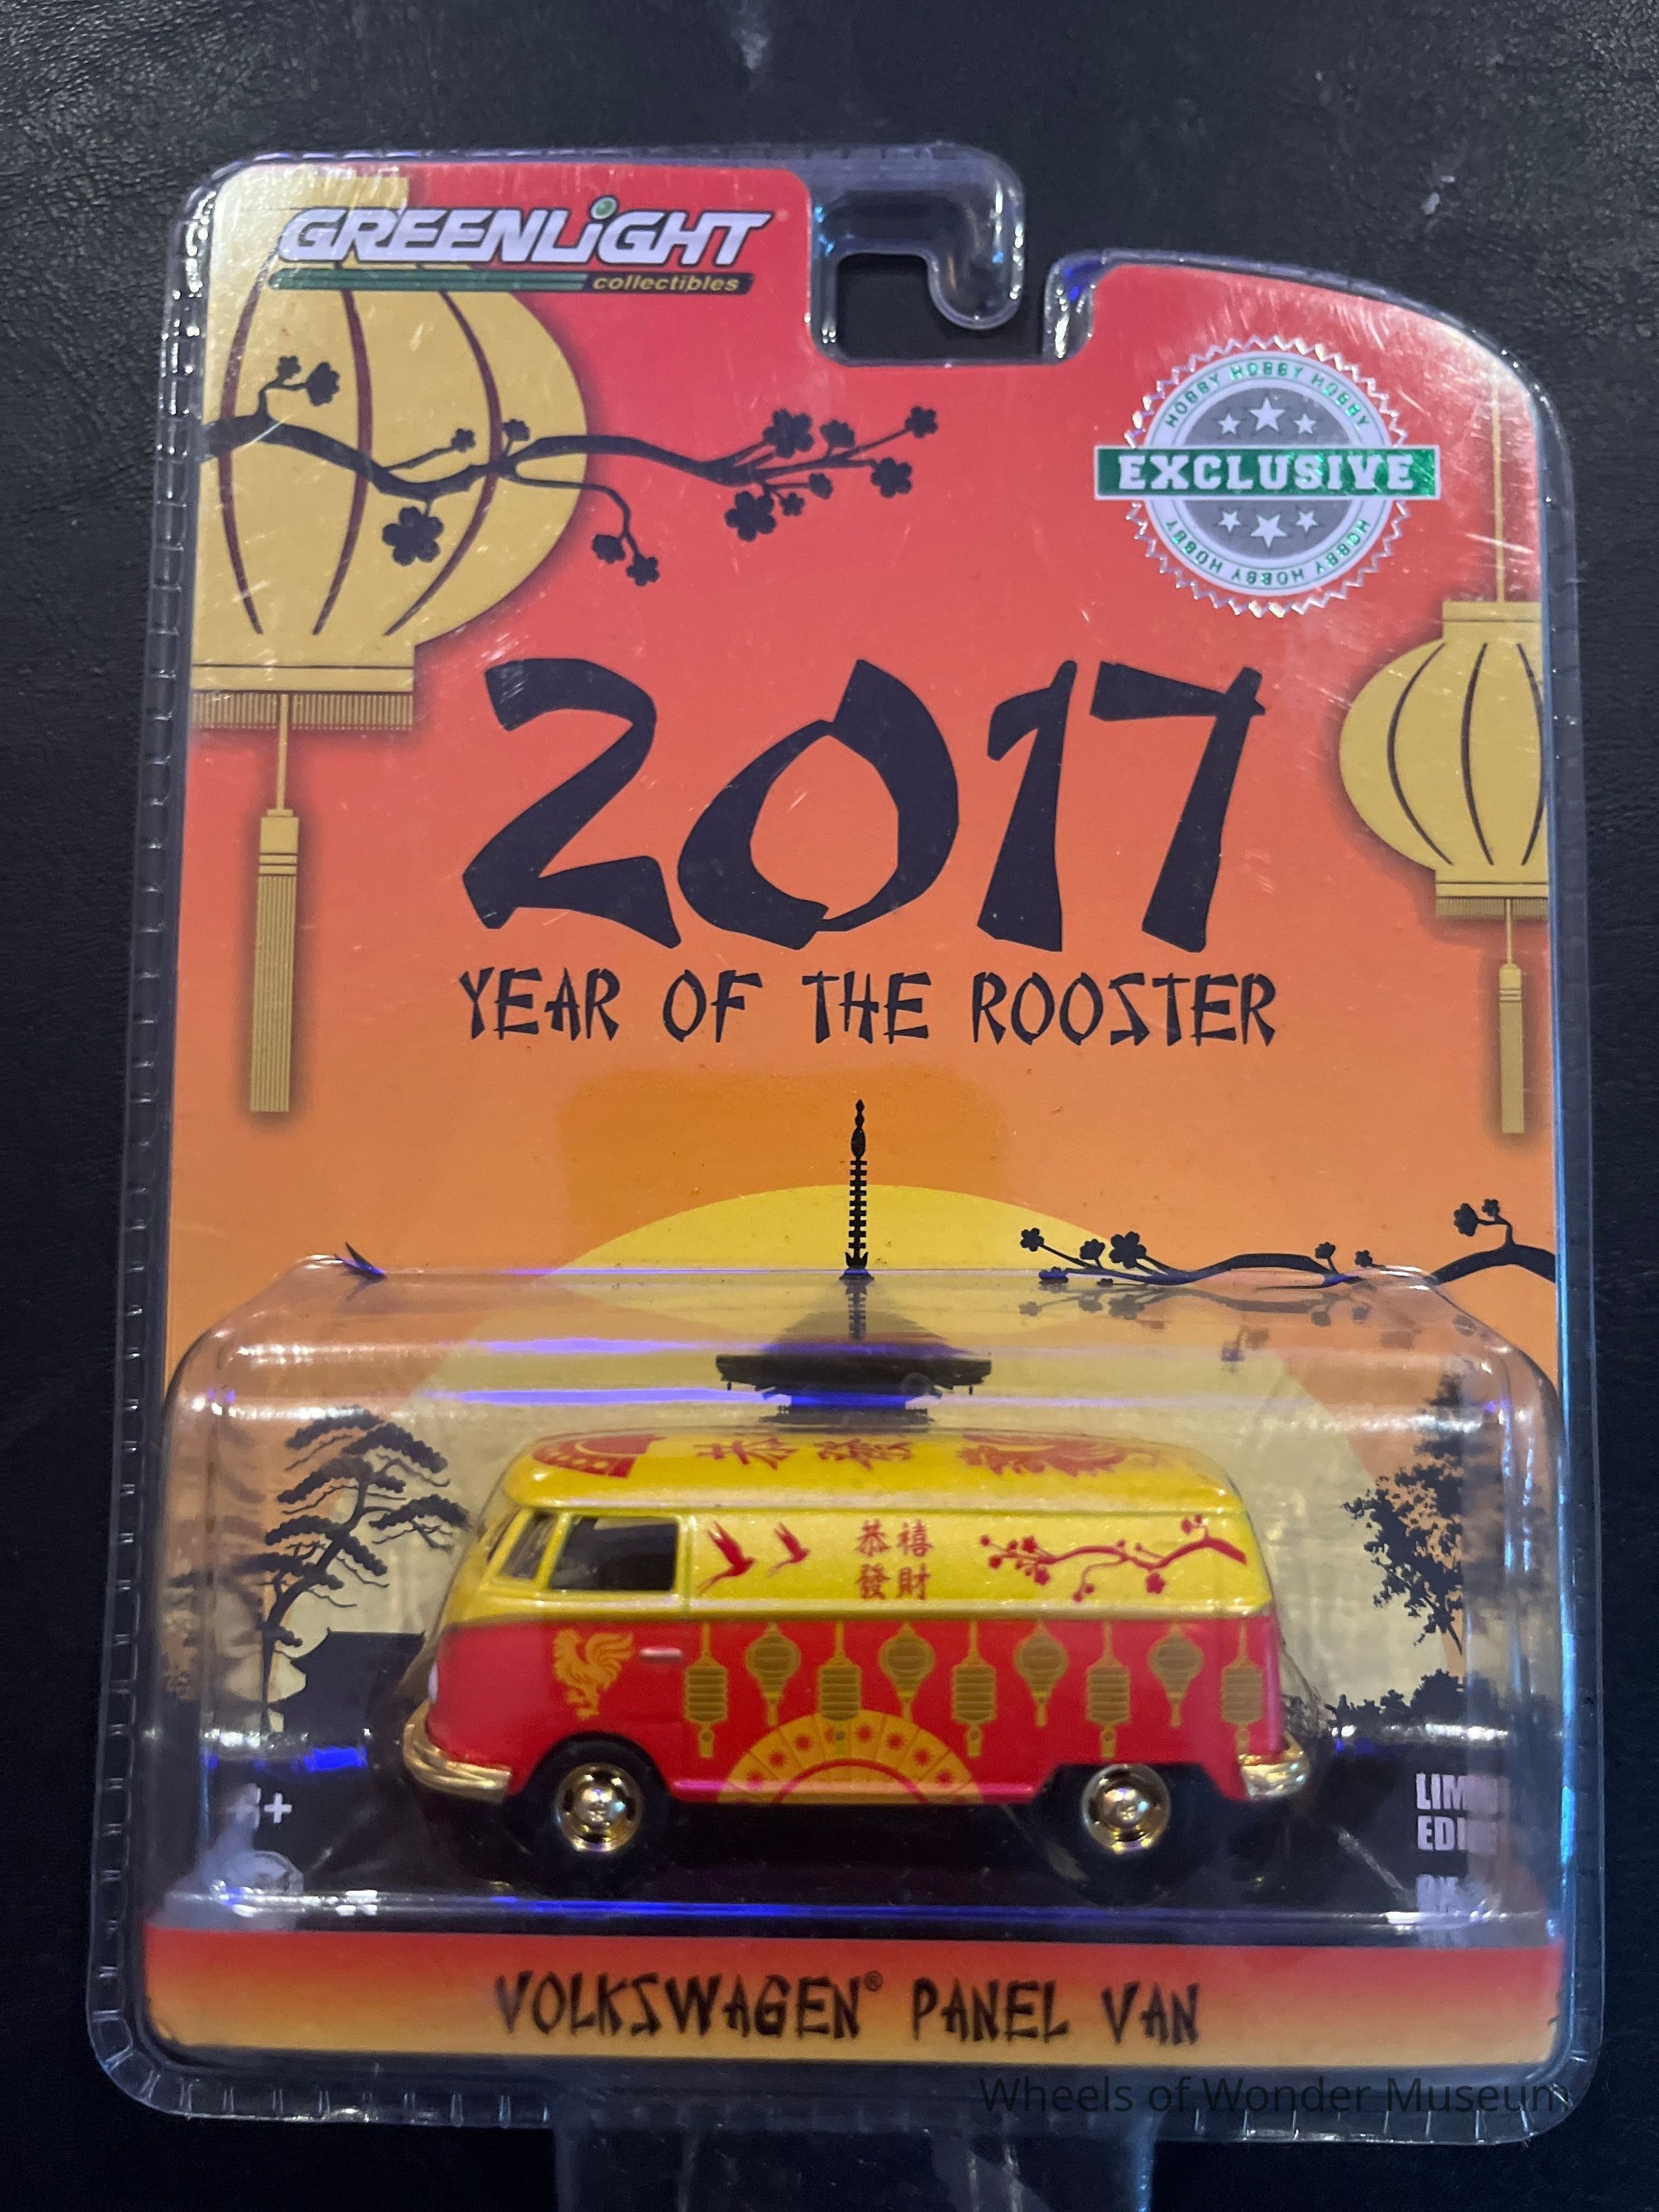 GREENLiGHT
collectibles
HOBBY HOBBY HOBBY
EXCLUSIVE
HOBBY HOBBY HOBBY HOBBY
2017
YEAR OF THE ROOSTER
恭禧
發財
VOLKSWAGEN® PANEL VAN
Wheels of Wonder Museum